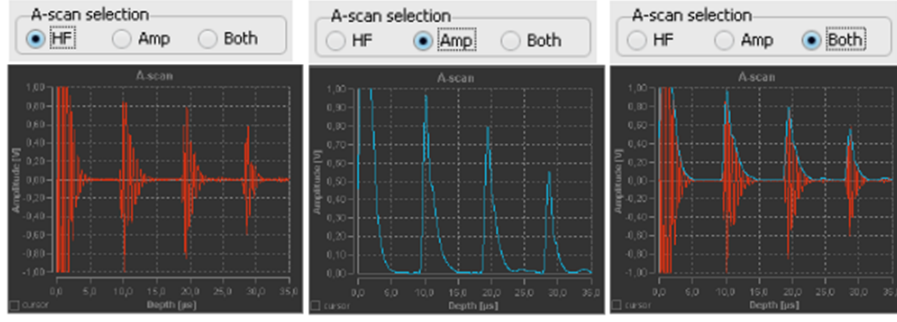 A-scan selection
HF Amp Both
A-scan
1,00
0,80
0,60
0,40
0,20
0,00
-0,20
-0,40
-0,60
-0,80
-1,00
Amplitude [V]
0,0 5,0 10,0 15,0 20,0 25,0 30,0 35,0
cursor
Depth [µs]
A-scan selection
HF Amp Both
A-scan
1,00
0,90
0,80
0,70
0,60
0,50
0,40
0,30
0,20
0,10
0,00
Amplitude [V]
0,0 5,0 10,0 15,0 20,0 25,0 30,0 35,0
cursor
Depth [µs]
A-scan selection
HF Amp Both
A-scan
1,00
0,80
0,60
0,40
0,20
0,00
-0,20
-0,40
-0,60
-0,80
-1,00
Amplitude [V]
0,0 5,0 10,0 15,0 20,0 25,0 30,0 35,0
cursor
Depth [µs]